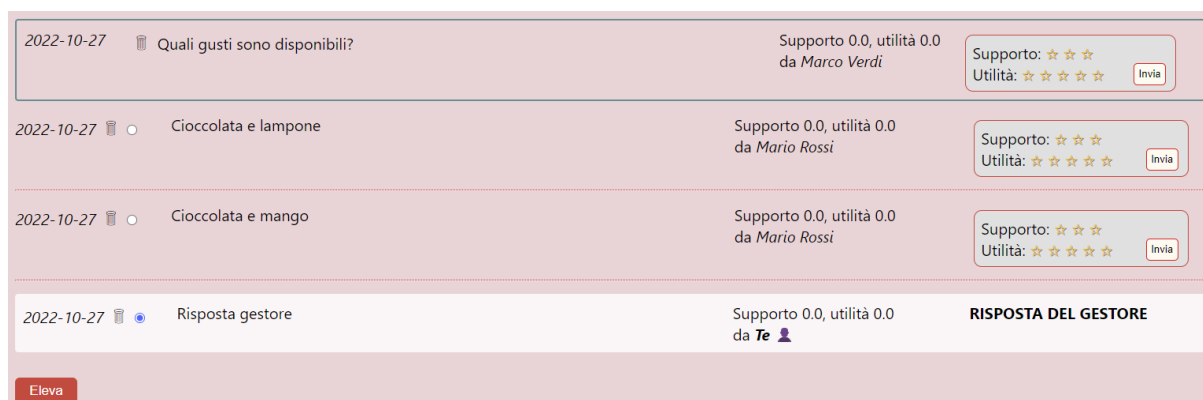 2022-10-27 Quali gusti sono disponibili? Supporto 0.0, utilità 0.0 Supporto:
da Marco Verdi Utilità: Invia
2022-10-27 Cioccolata e lampone Supporto 0.0, utilità 0.0 Supporto:
da Mario Rossi Utilità: Invia
2022-10-27 Cioccolata e mango Supporto 0.0, utilità 0.0 Supporto:
da Mario Rossi Utilità: Invia
2022-10-27 Risposta gestore Supporto 0.0, utilità 0.0 RISPOSTA DEL GESTORE
da Te
Eleva